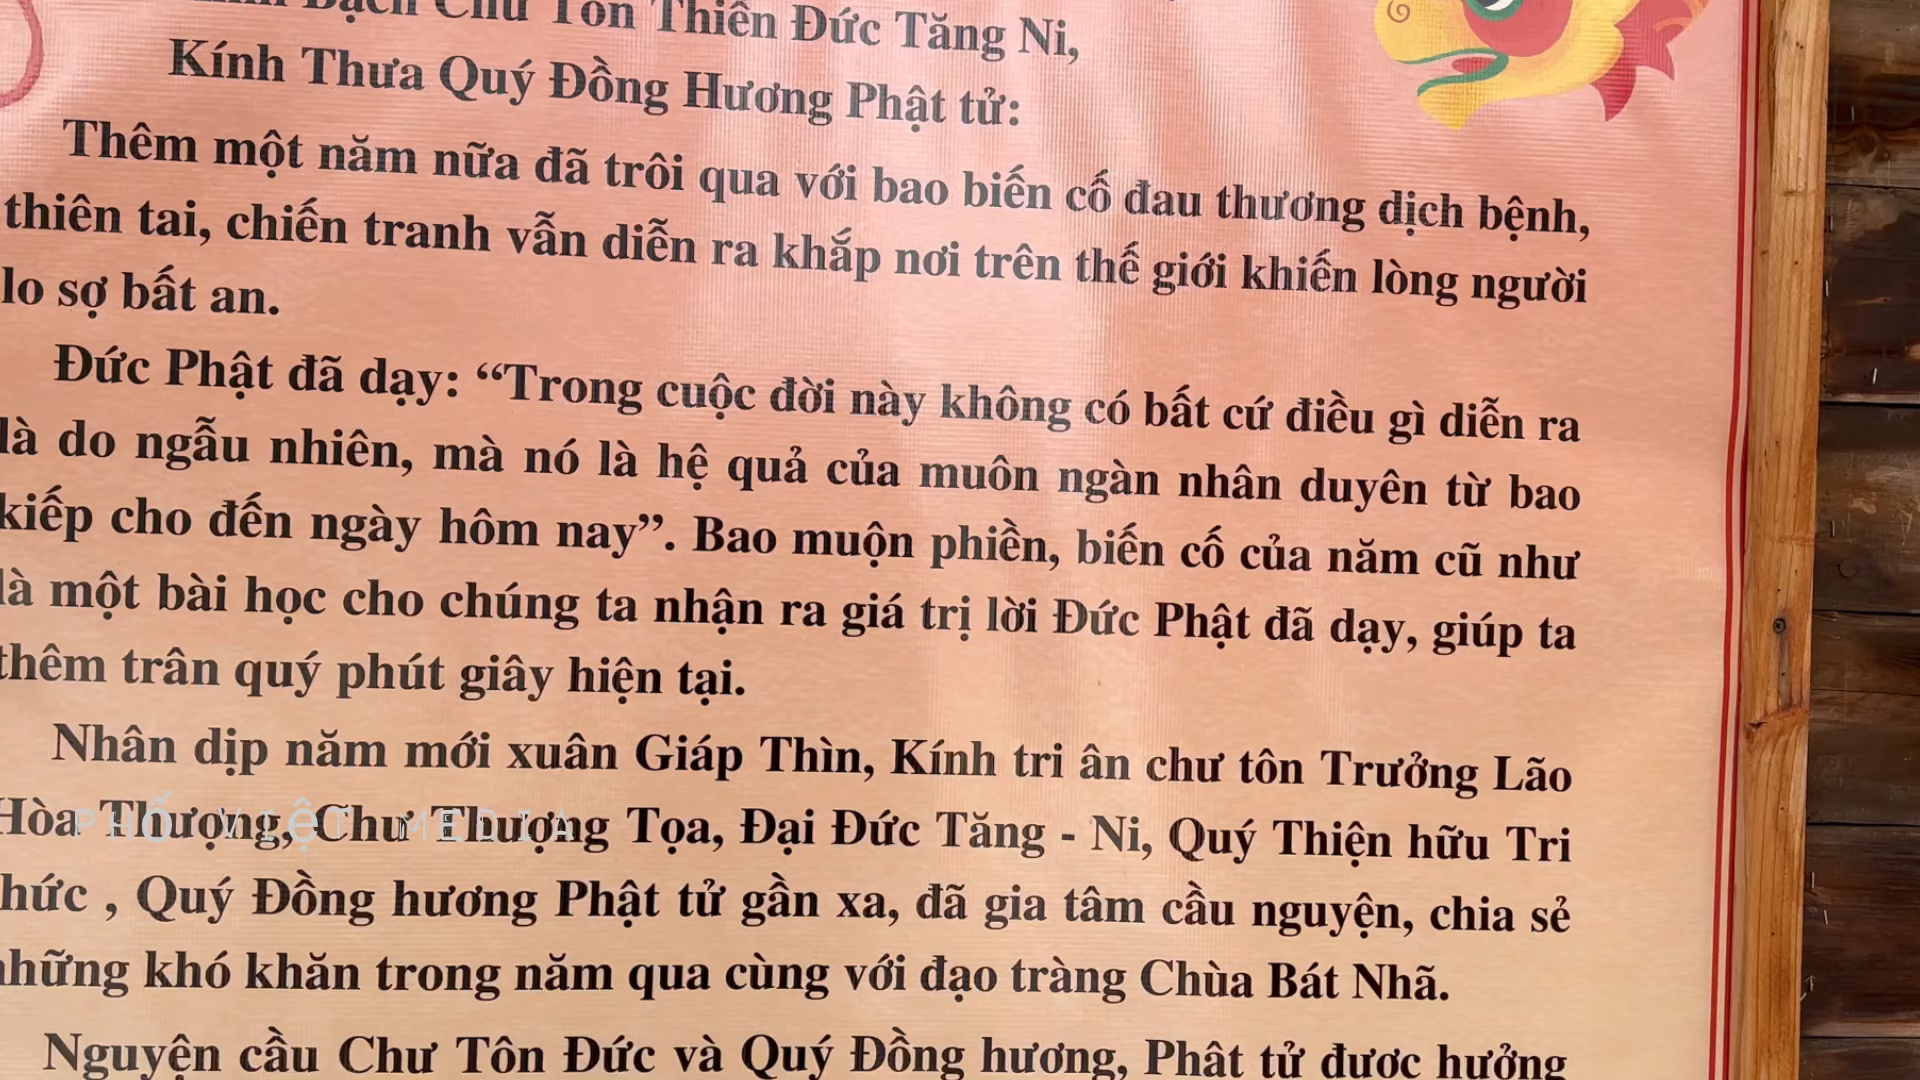 Bạch Chư Tôn Thiền Đức Tăng Ni,
Kính Thưa Quý Đồng Hương Phật tử:
Thêm một năm nữa đã trôi qua với bao biến cố đau thương dịch bệnh,
thiên tai, chiến tranh vẫn diễn ra khắp nơi trên thế giới khiến lòng người
lo sợ bất an.
Đức Phật đã dạy: “Trong cuộc đời này không có bất cứ điều gì diễn ra
là do ngẫu nhiên, mà nó là hệ quả của muôn ngàn nhân duyên từ bao
kiếp cho đến ngày hôm nay”. Bao muộn phiền, biến cố của năm cũ như
là một bài học cho chúng ta nhận ra giá trị lời Đức Phật đã dạy, giúp ta
thêm trân quý phút giây hiện tại.
Nhân dịp năm mới xuân Giáp Thìn, Kính tri ân chư tôn Trưởng Lão
Hòa Thượng, Chư Thượng Tọa, Đại Đức Tăng - Ni, Quý Thiện hữu Tri
PHỐ VIỆT MEDIA
thức , Quý Đồng hương Phật tử gần xa, đã gia tâm cầu nguyện, chia sẻ
những khó khăn trong năm qua cùng với đạo tràng Chùa Bát Nhã.
Nguyện cầu Chư Tôn Đức và Quý Đồng hương, Phật tử được hưởng